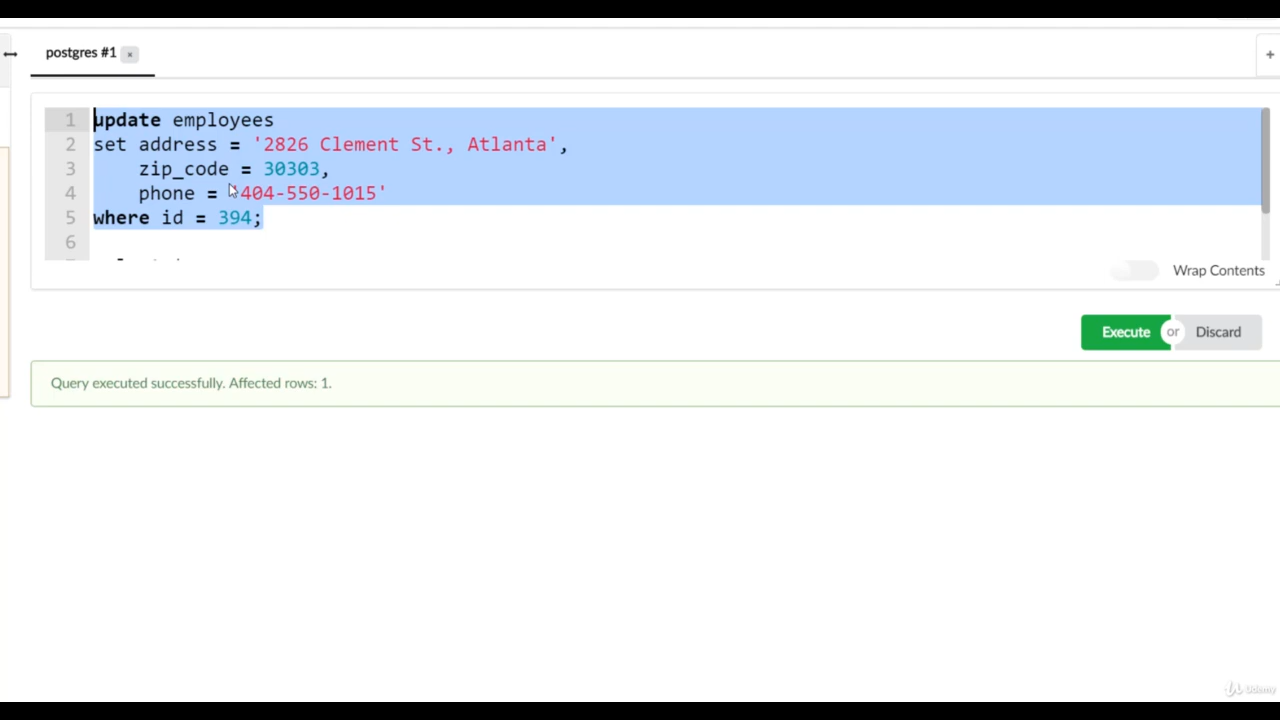 postgres #1 ×
+
1 update employees
2 set address = '2826 Clement St., Atlanta',
3 zip_code = 30303,
4 phone = '404-550-1015'
5 where id = 394;
6
Wrap Contents
Execute or Discard
Query executed successfully. Affected rows: 1.
Udemy